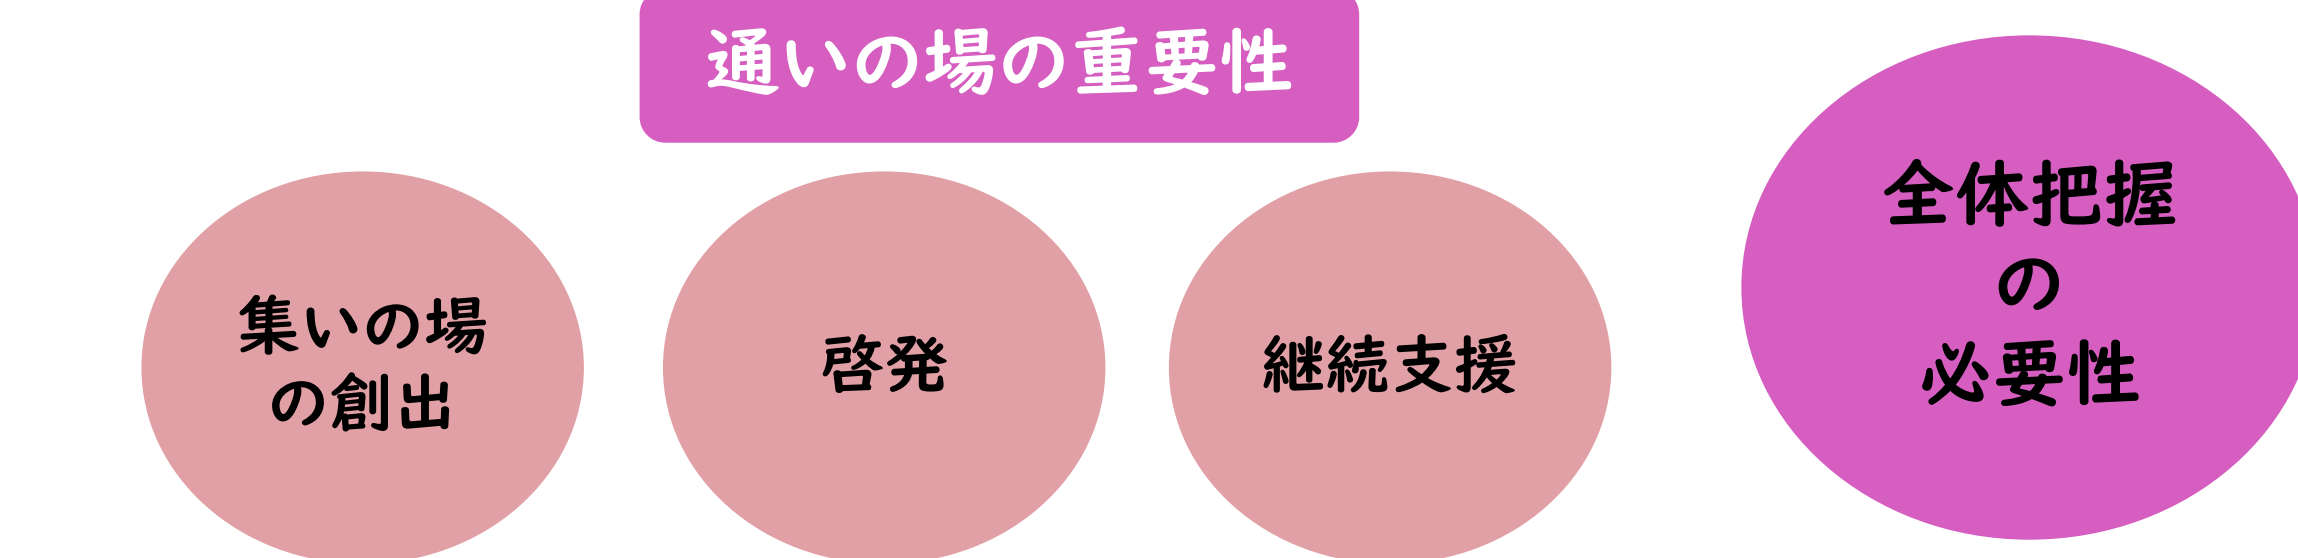 通いの場の重要性
集いの場
の創出
啓発
継続支援
全体把握
の
必要性